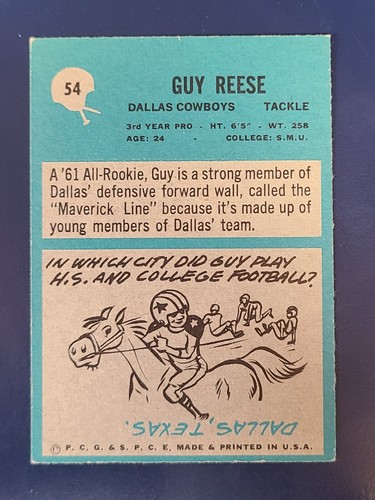 54
GUY REESE
DALLAS COWBOYS TACKLE
3rd YEAR PRO - HT. 6'5" - WT. 258
AGE: 24 - COLLEGE: S.M.U.
A '61 All-Rookie, Guy is a strong member of
Dallas' defensive forward wall, called the
"Maverick Line" because it's made up of
young members of Dallas' team.
IN WHICH CITY DID GUY PLAY
H.S. AND COLLEGE FOOTBALL?
DALLAS, TEXAS.
© P. C. G. & S. P. C. E. MADE & PRINTED IN U.S.A.